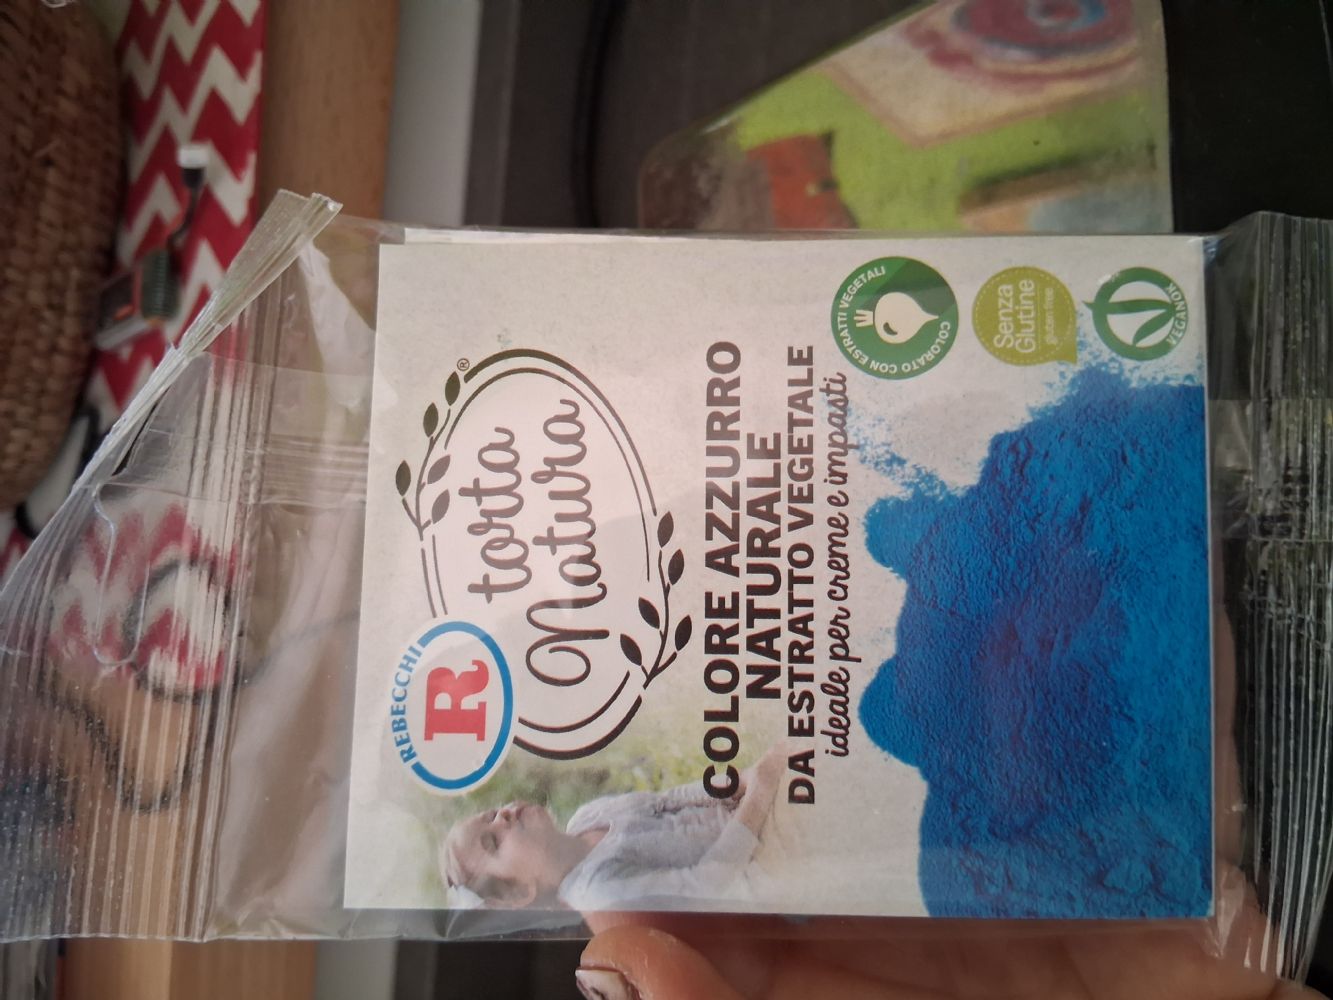 REBECCHI
R
torta
Natura
®
COLORE AZZURRO
NATURALE
DA ESTRATTO VEGETALE
ideale per creme e impasti
COLORATO CON ESTRATTI VEGETALI
Senza
Glutine
gluten free
VEGANOK